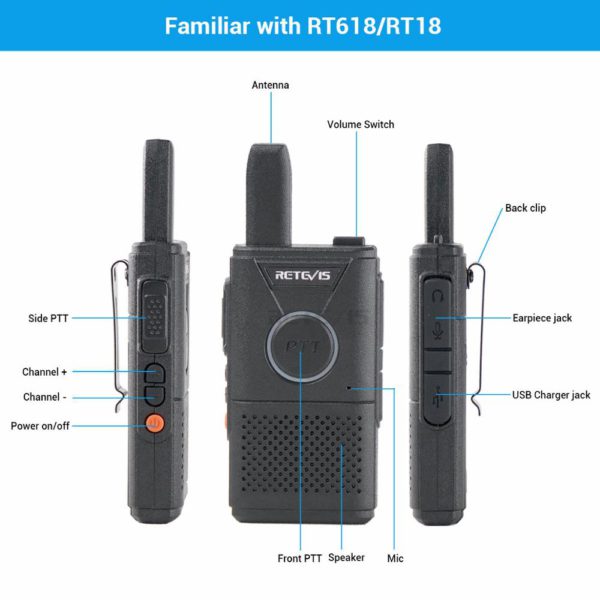 Familiar with RT618/RT18
Antenna
Volume Switch
Back clip
RETEVIS
Side PTT
Earpiece jack
PTT
Channel +
Channel -
USB Charger jack
Power on/off
Front PTT
Speaker
Mic